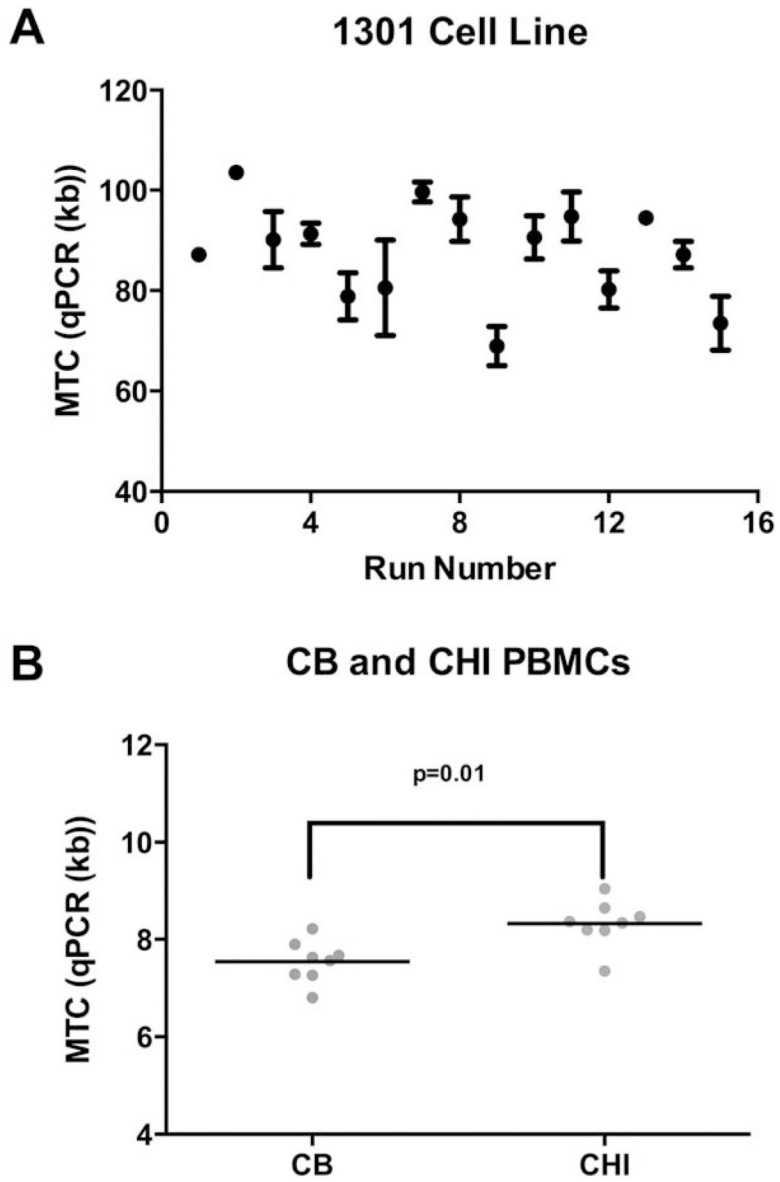 A
1301 Cell Line
MTC (qPCR (kb))
120
100
80
60
40
0 4 8 12 16
Run Number
B
CB and CHI PBMCs
MTC (qPCR (kb))
12
10
8
6
4
p=0.01
CB CHI